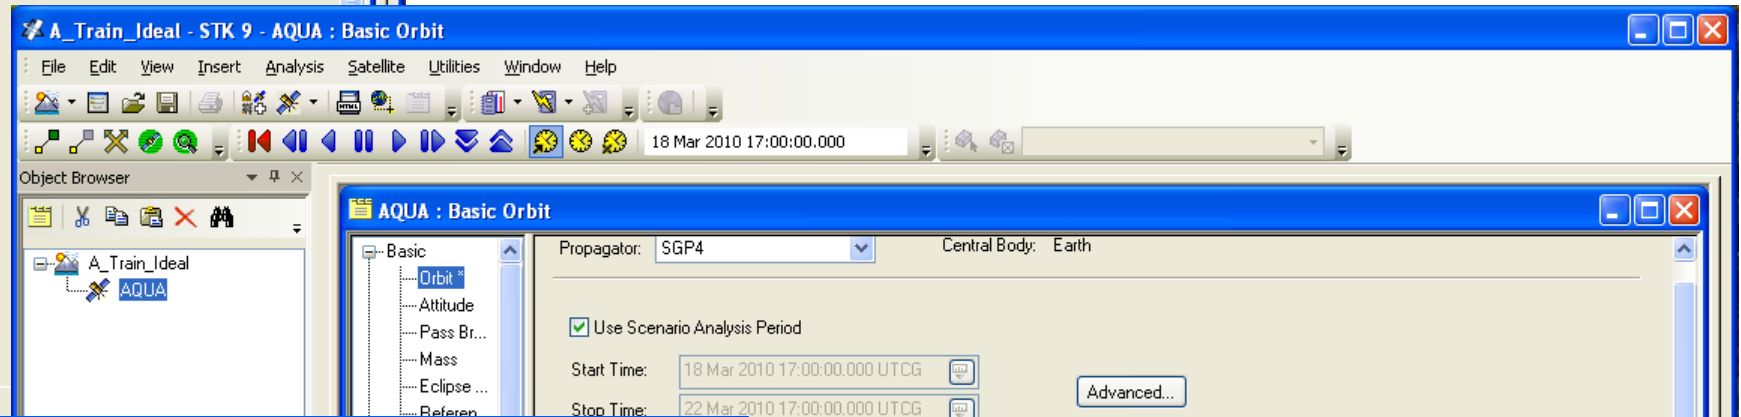 A_Train_Ideal - STK 9 - AQUA : Basic Orbit
File Edit View Insert Analysis Satellite Utilities Window Help
18 Mar 2010 17:00:00.000
Object Browser
A_Train_Ideal
AQUA
AQUA : Basic Orbit
Basic
Orbit *
Attitude
Pass Br...
Mass
Eclipse ...
Referen
Propagator: SGP4 Central Body: Earth
Use Scenario Analysis Period
Start Time: 18 Mar 2010 17:00:00.000 UTCG
Advanced...
Stop Time: 22 Mar 2010 17:00:00.000 UTCG